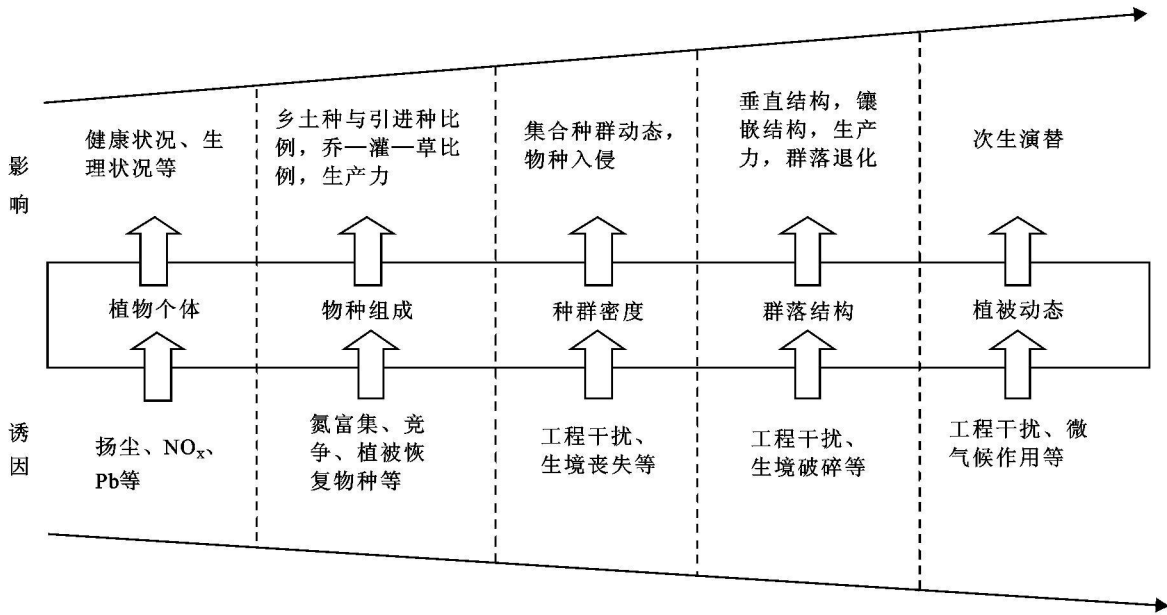 影响
健康状况、生
理状况等
乡土种与引进种比
例，乔—灌—草比
例，生产力
集合种群动态，
物种入侵
垂直结构，镶
嵌结构，生产
力，群落退化
次生演替
植物个体
物种组成
种群密度
群落结构
植被动态
诱因
扬尘、NOx、
Pb等
氮富集、竞
争、植被恢
复物种等
工程干扰、
生境丧失等
工程干扰、
生境破碎等
工程干扰、微
气候作用等